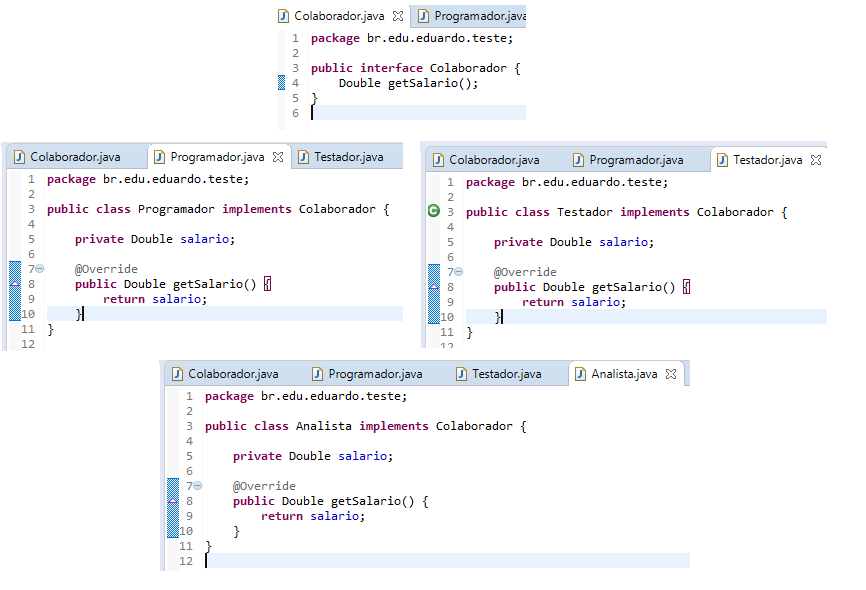 Colaborador.java Programador.java
1 package br.edu.eduardo.teste;
2
3 public interface Colaborador {
4 Double getSalario();
5 }
6
Colaborador.java Programador.java Testador.java
1 package br.edu.eduardo.teste;
2
3 public class Programador implements Colaborador {
4
5 private Double salario;
6
7 @Override
8 public Double getSalario() {
9 return salario;
10 }
11 }
12
Colaborador.java Programador.java Testador.java
1 package br.edu.eduardo.teste;
2
3 public class Testador implements Colaborador {
4
5 private Double salario;
6
7 @Override
8 public Double getSalario() {
9 return salario;
10 }
11 }
12
Colaborador.java Programador.java Testador.java Analista.java
1 package br.edu.eduardo.teste;
2
3 public class Analista implements Colaborador {
4
5 private Double salario;
6
7 @Override
8 public Double getSalario() {
9 return salario;
10 }
11 }
12